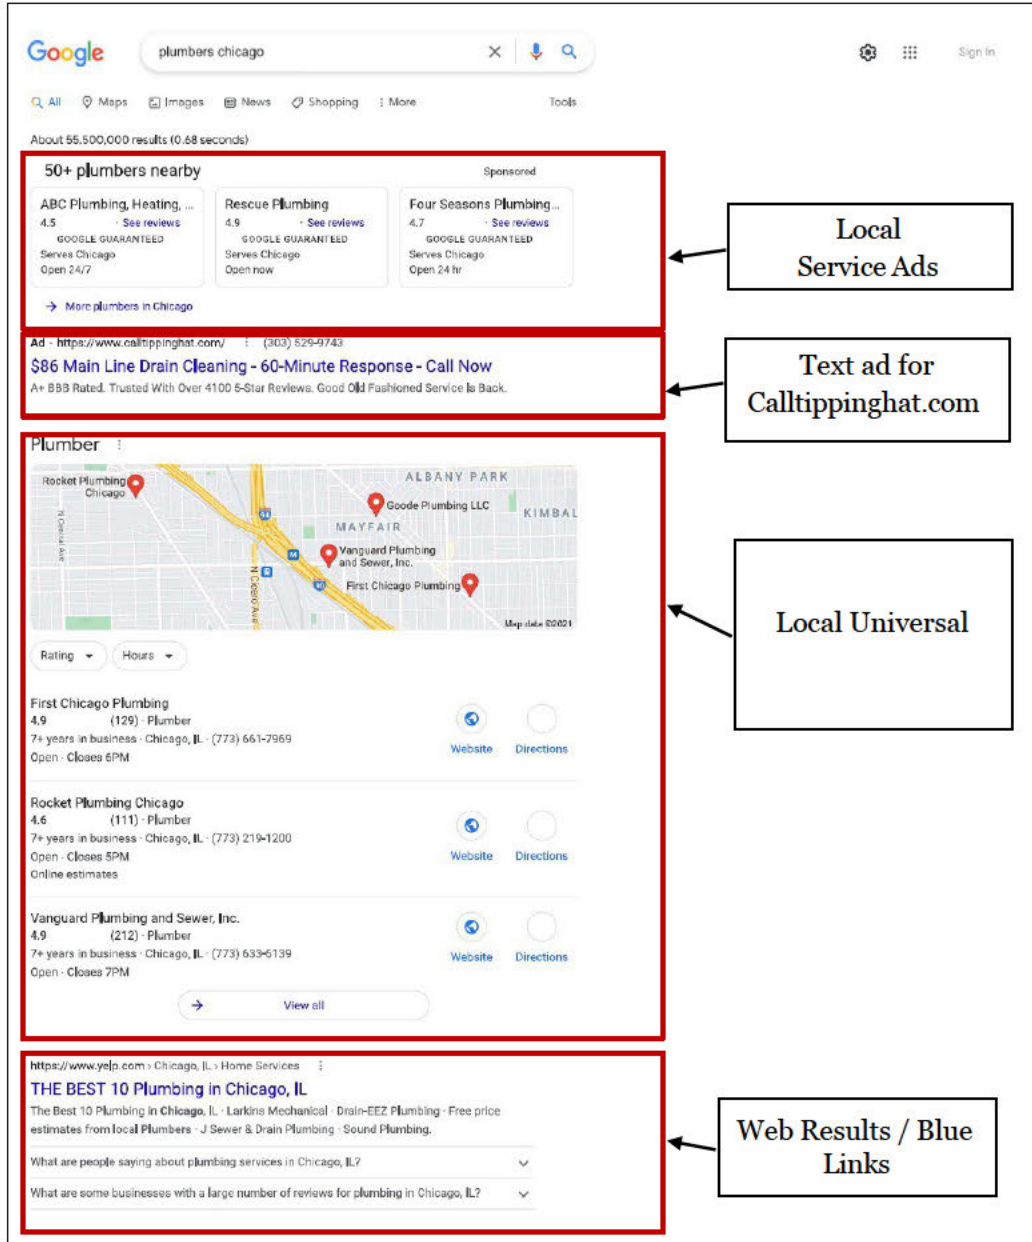 Google
plumbers chicago
Sign in
All Maps Images News Shopping More Tools
About 55,500,000 results (0.68 seconds)
50+ plumbers nearby
Sponsored
ABC Plumbing, Heating, ...
4.5 · See reviews
GOOGLE GUARANTEED
Serves Chicago
Open 24/7
Rescue Plumbing
4.9 · See reviews
GOOGLE GUARANTEED
Serves Chicago
Open now
Four Seasons Plumbing...
4.7 · See reviews
GOOGLE GUARANTEED
Serves Chicago
Open 24 hr
→ More plumbers in Chicago
Local
Service Ads
Ad · https://www.calltippinghat.com/ (303) 529-9743
$86 Main Line Drain Cleaning - 60-Minute Response - Call Now
A+ BBB Rated. Trusted With Over 4100 5-Star Reviews. Good Old Fashioned Service Is Back.
Text ad for
Calltippinghat.com
Plumber
Rocket Plumbing
Chicago
ALBANY PARK
Goode Plumbing LLC
KIMBAL
MAYFAIR
N Central Ave
Vanguard Plumbing
and Sewer, Inc.
N Cicero Ave
First Chicago Plumbing
Map data ©2021
Rating Hours
First Chicago Plumbing
4.9 (129) · Plumber
7+ years in business · Chicago, IL · (773) 661-7969
Open · Closes 6PM
Website Directions
Rocket Plumbing Chicago
4.6 (111) · Plumber
7+ years in business · Chicago, IL · (773) 219-1200
Open · Closes 5PM
Online estimates
Website Directions
Vanguard Plumbing and Sewer, Inc.
4.9 (212) · Plumber
7+ years in business · Chicago, IL · (773) 633-5139
Open · Closes 7PM
Website Directions
→ View all
Local Universal
https://www.yelp.com › Chicago, IL › Home Services
THE BEST 10 Plumbing in Chicago, IL
The Best 10 Plumbing in Chicago, IL · Larkins Mechanical · Drain-EEZ Plumbing · Free price
estimates from local Plumbers · J Sewer & Drain Plumbing · Sound Plumbing.
What are people saying about plumbing services in Chicago, IL?
What are some businesses with a large number of reviews for plumbing in Chicago, IL?
Web Results / Blue
Links